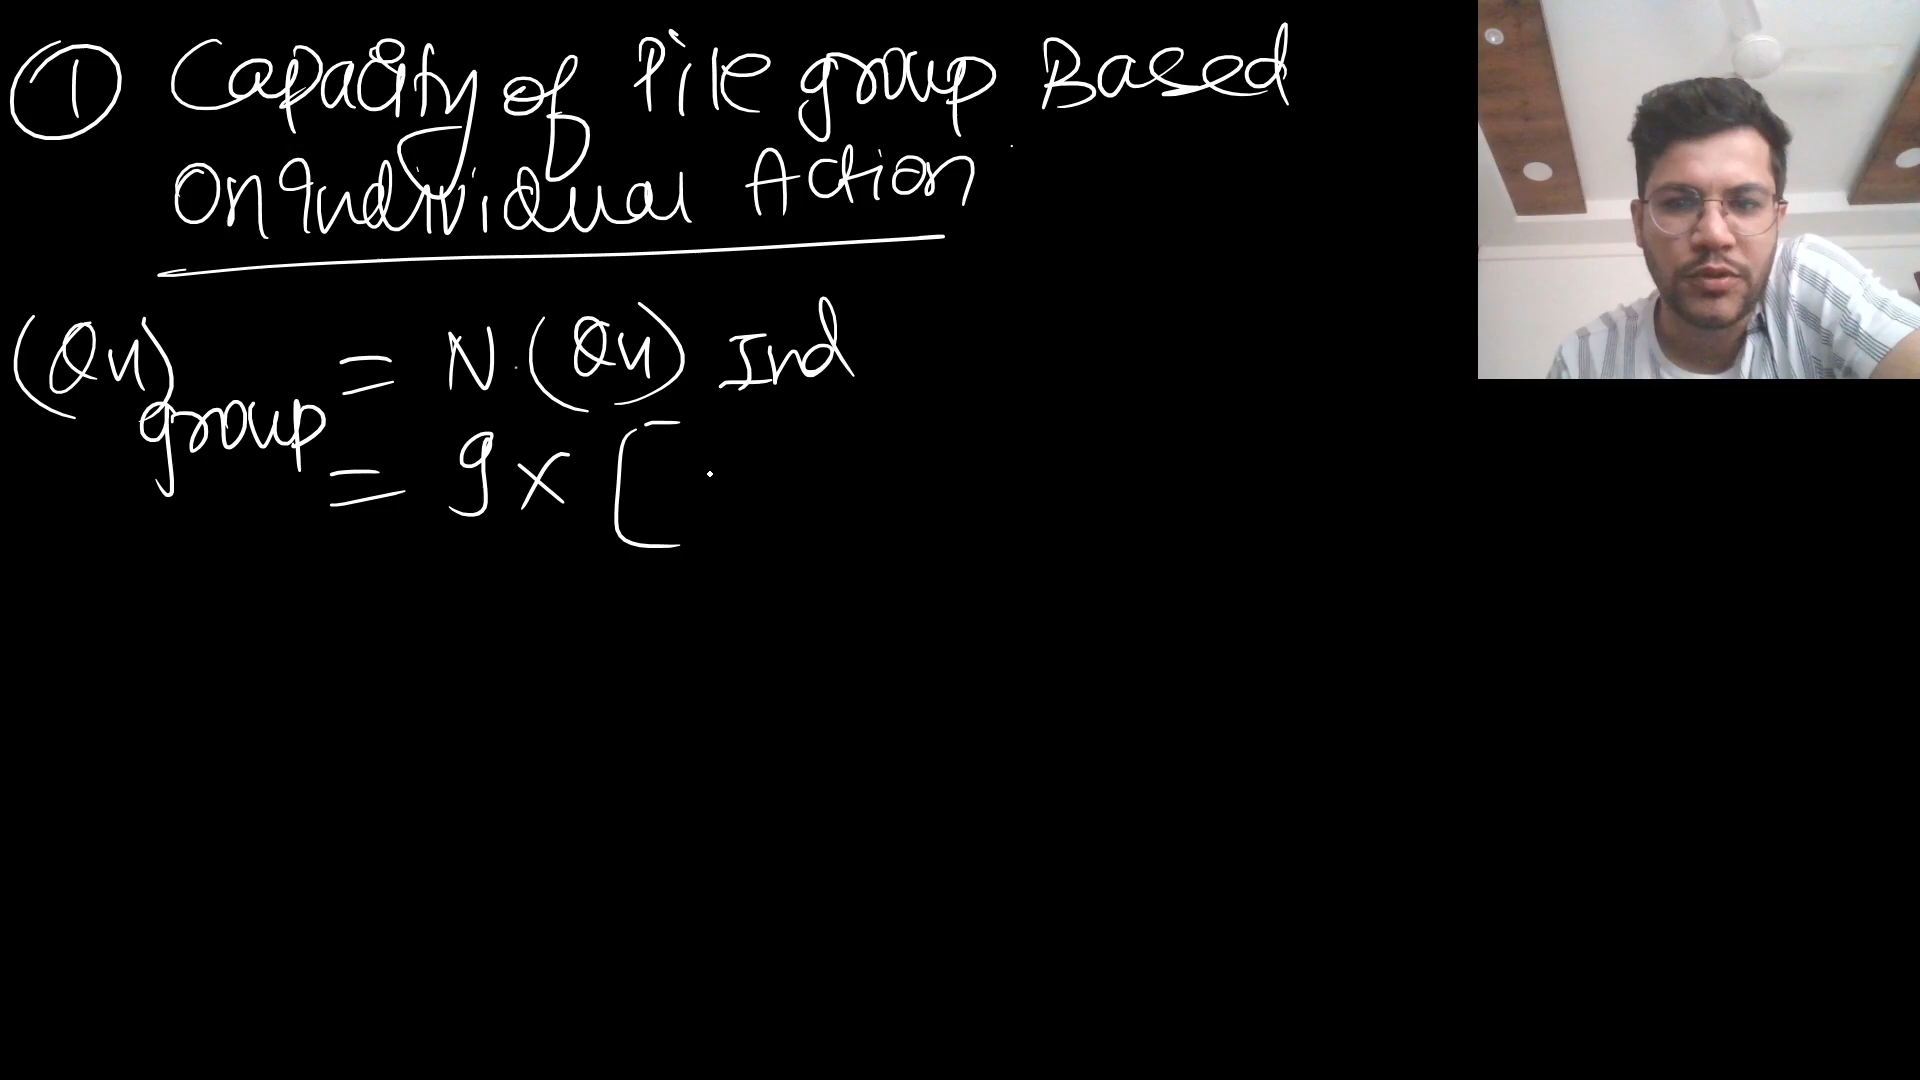 ① Capacity of Pile group Based
on Individual Action
(Qu)group = N.(Qu) Ind
= 9 x [